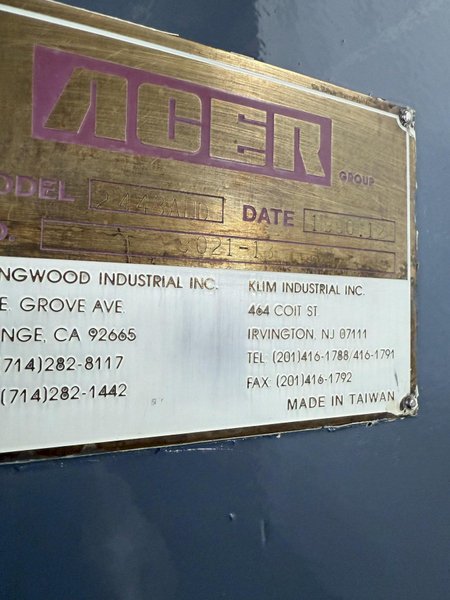 ACER
GROUP
ODEL DATE
9021-1
NGWOOD INDUSTRIAL INC.
E. GROVE AVE.
NGE, CA 92665
714)282-8117
(714)282-1442
KLIM INDUSTRIAL INC.
464 COIT ST
IRVINGTON, NJ 07111
TEL: (201)416-1788/416-1791
FAX: (201)416-1792
MADE IN TAIWAN